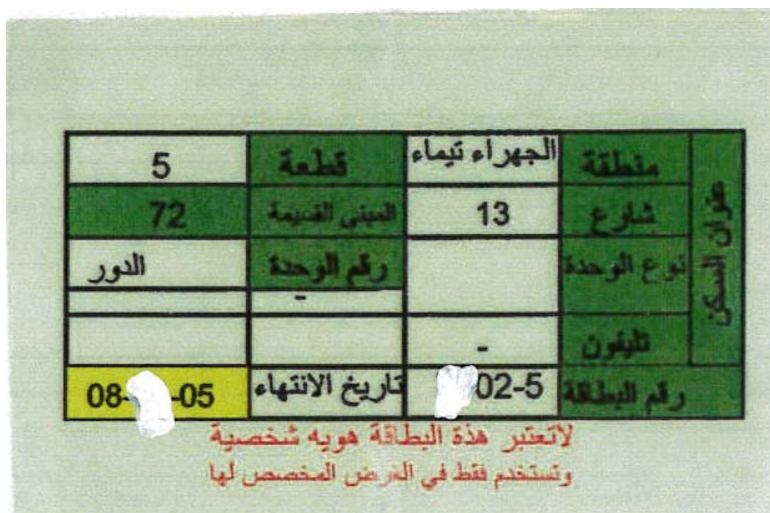 عنوان السكن
منطقة الجهراء تيماء قطعة 5
شارع 13 المبنى القديمة 72
نوع الوحدة رقم الوحدة الدور
-
تليفون -
رقم البطاقة 02-5 تاريخ الانتهاء 08- -05
لاتعتبر هذة البطاقة هويه شخصية
وتستخدم فقط في الغرض المخصص لها